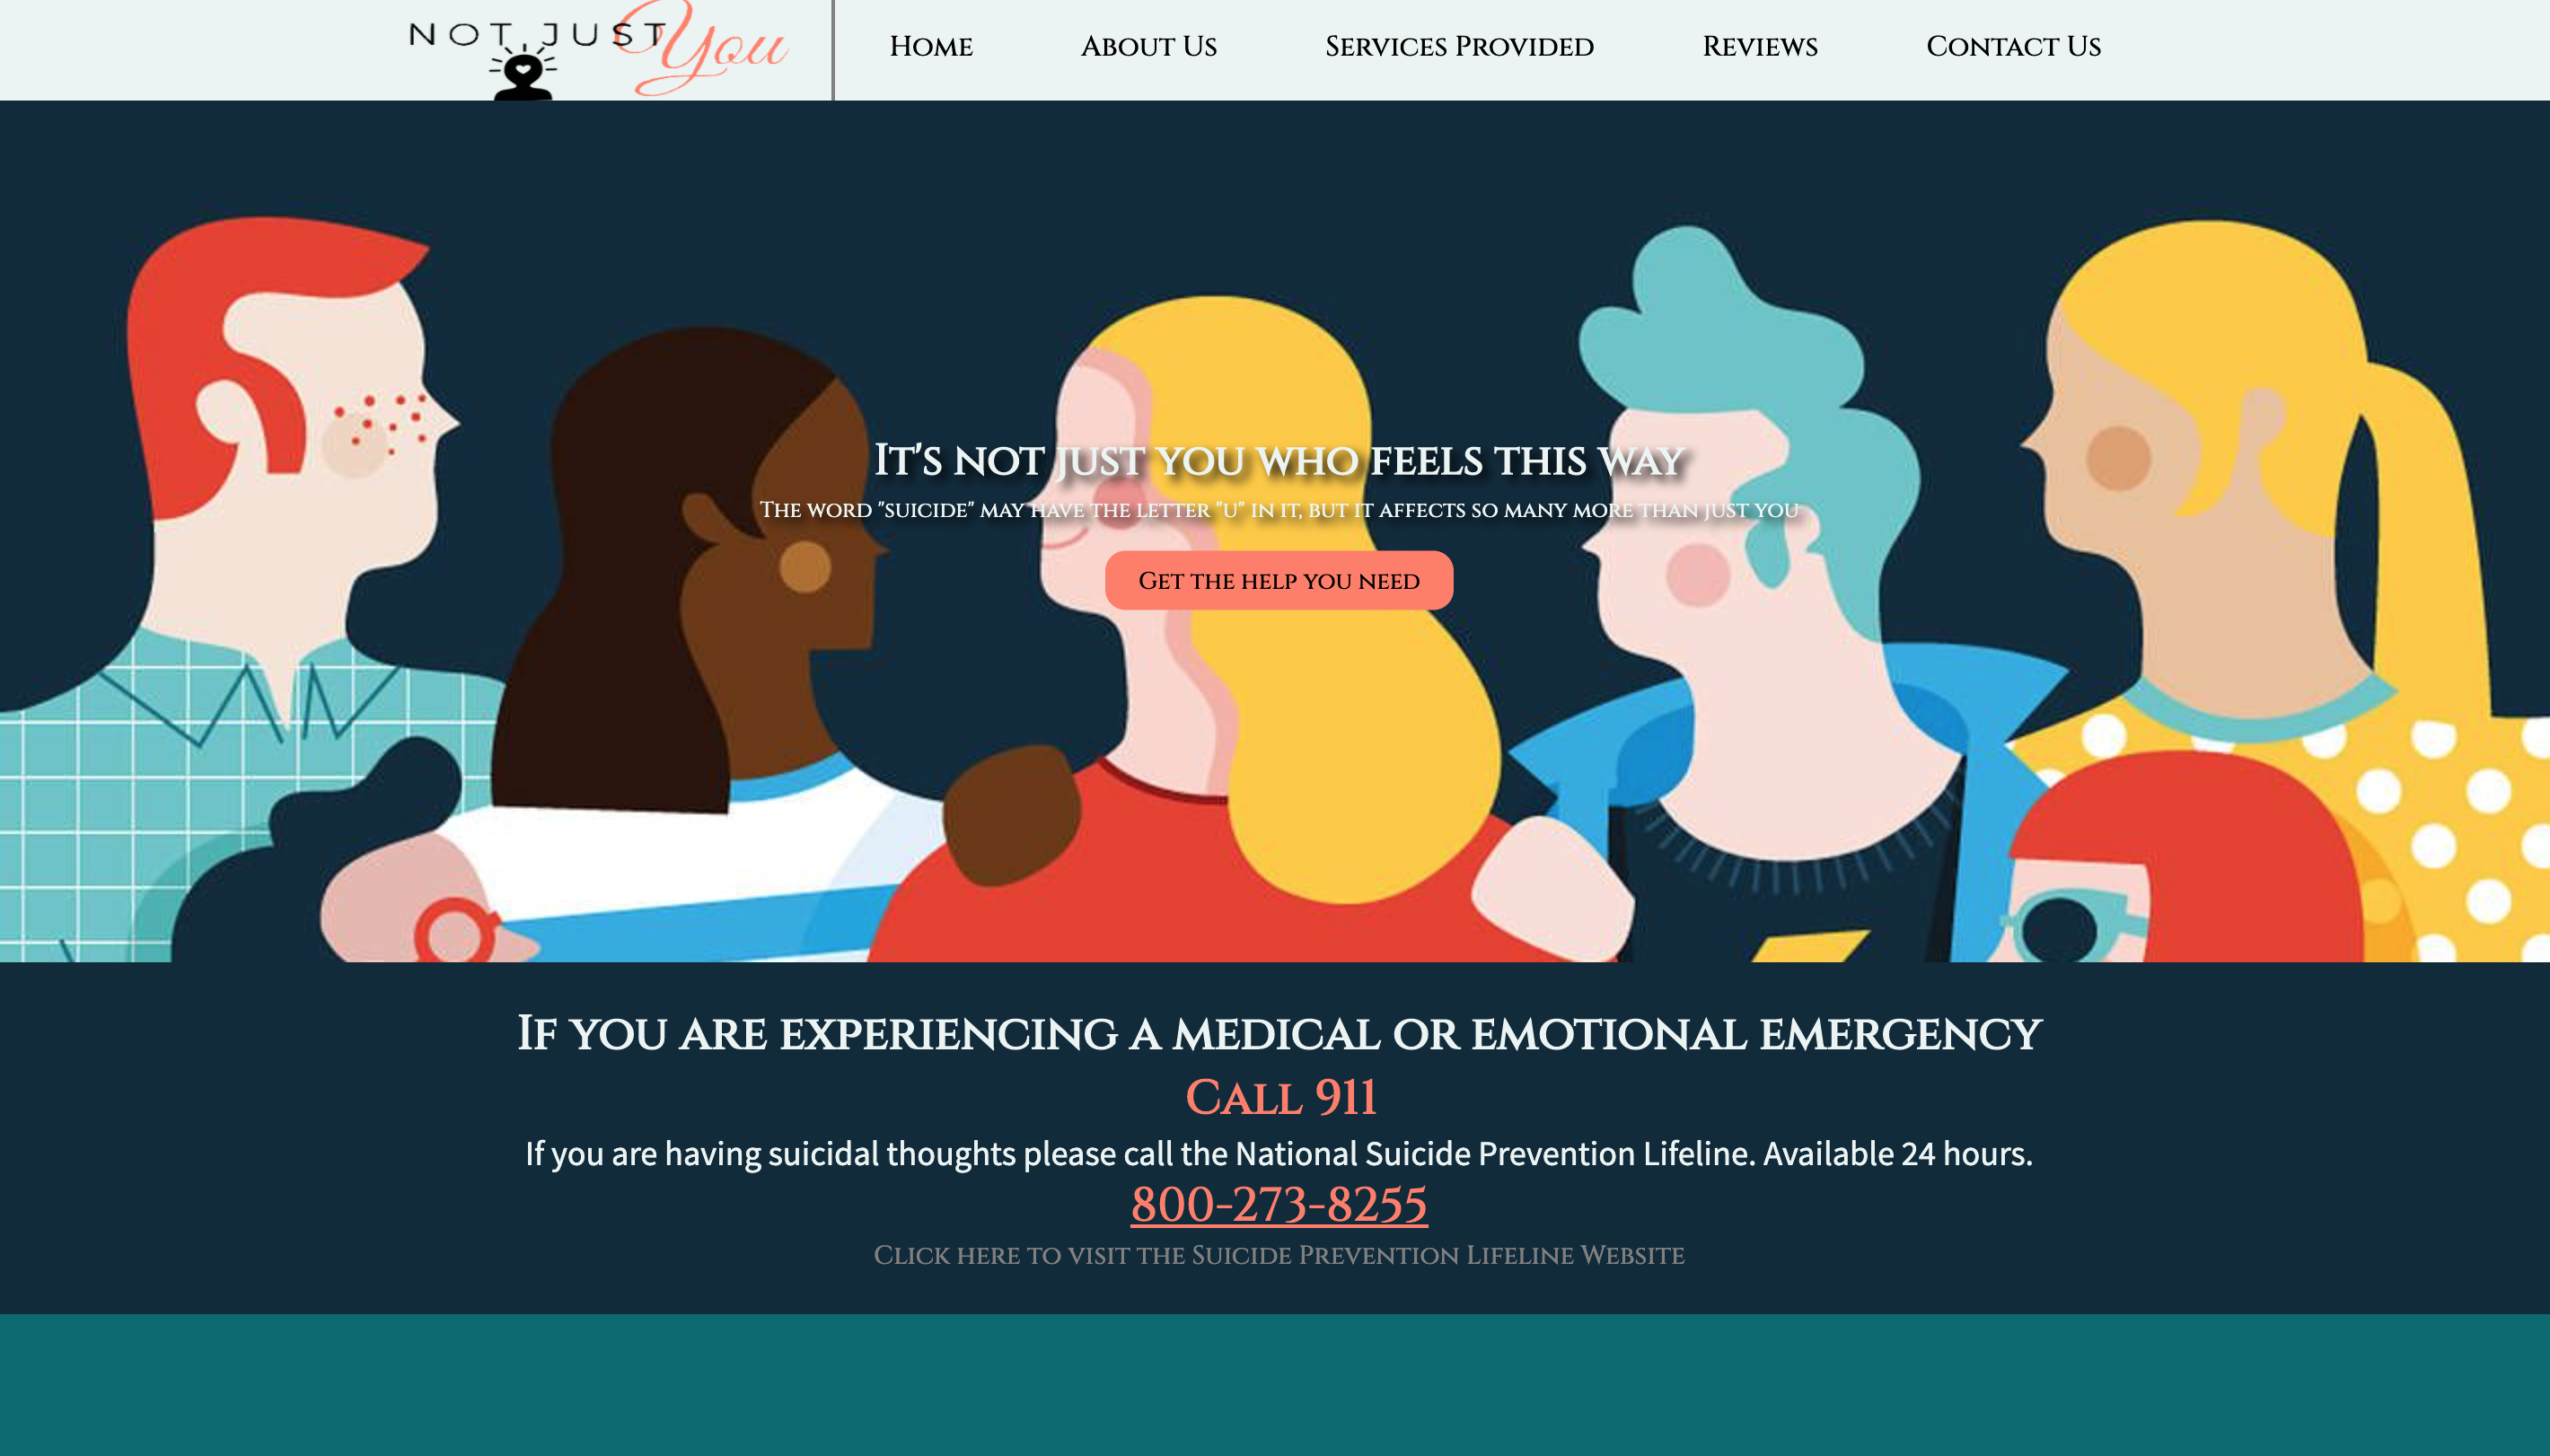 NOT JUST You
Home
About Us
Services Provided
Reviews
Contact Us
It's not just you who feels this way
The word "suicide" may have the letter "u" in it, but it affects so many more than just you
Get the help you need
If you are experiencing a medical or emotional emergency
Call 911
If you are having suicidal thoughts please call the National Suicide Prevention Lifeline. Available 24 hours.
800-273-8255
Click here to visit the Suicide Prevention Lifeline Website